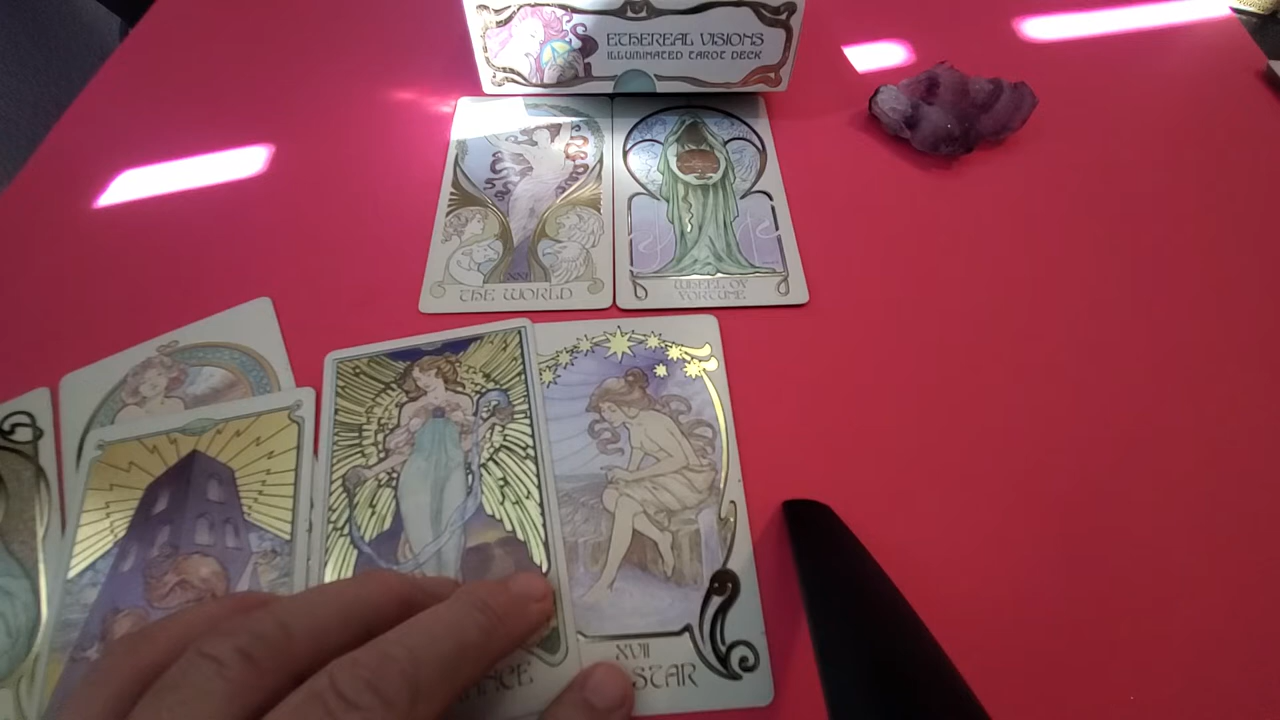 ETHEREAL VISIONS
ILLUMINATED TAROT DECK
XXI
THE WORLD
WHEEL OF
FORTUNE
XVII
STAR